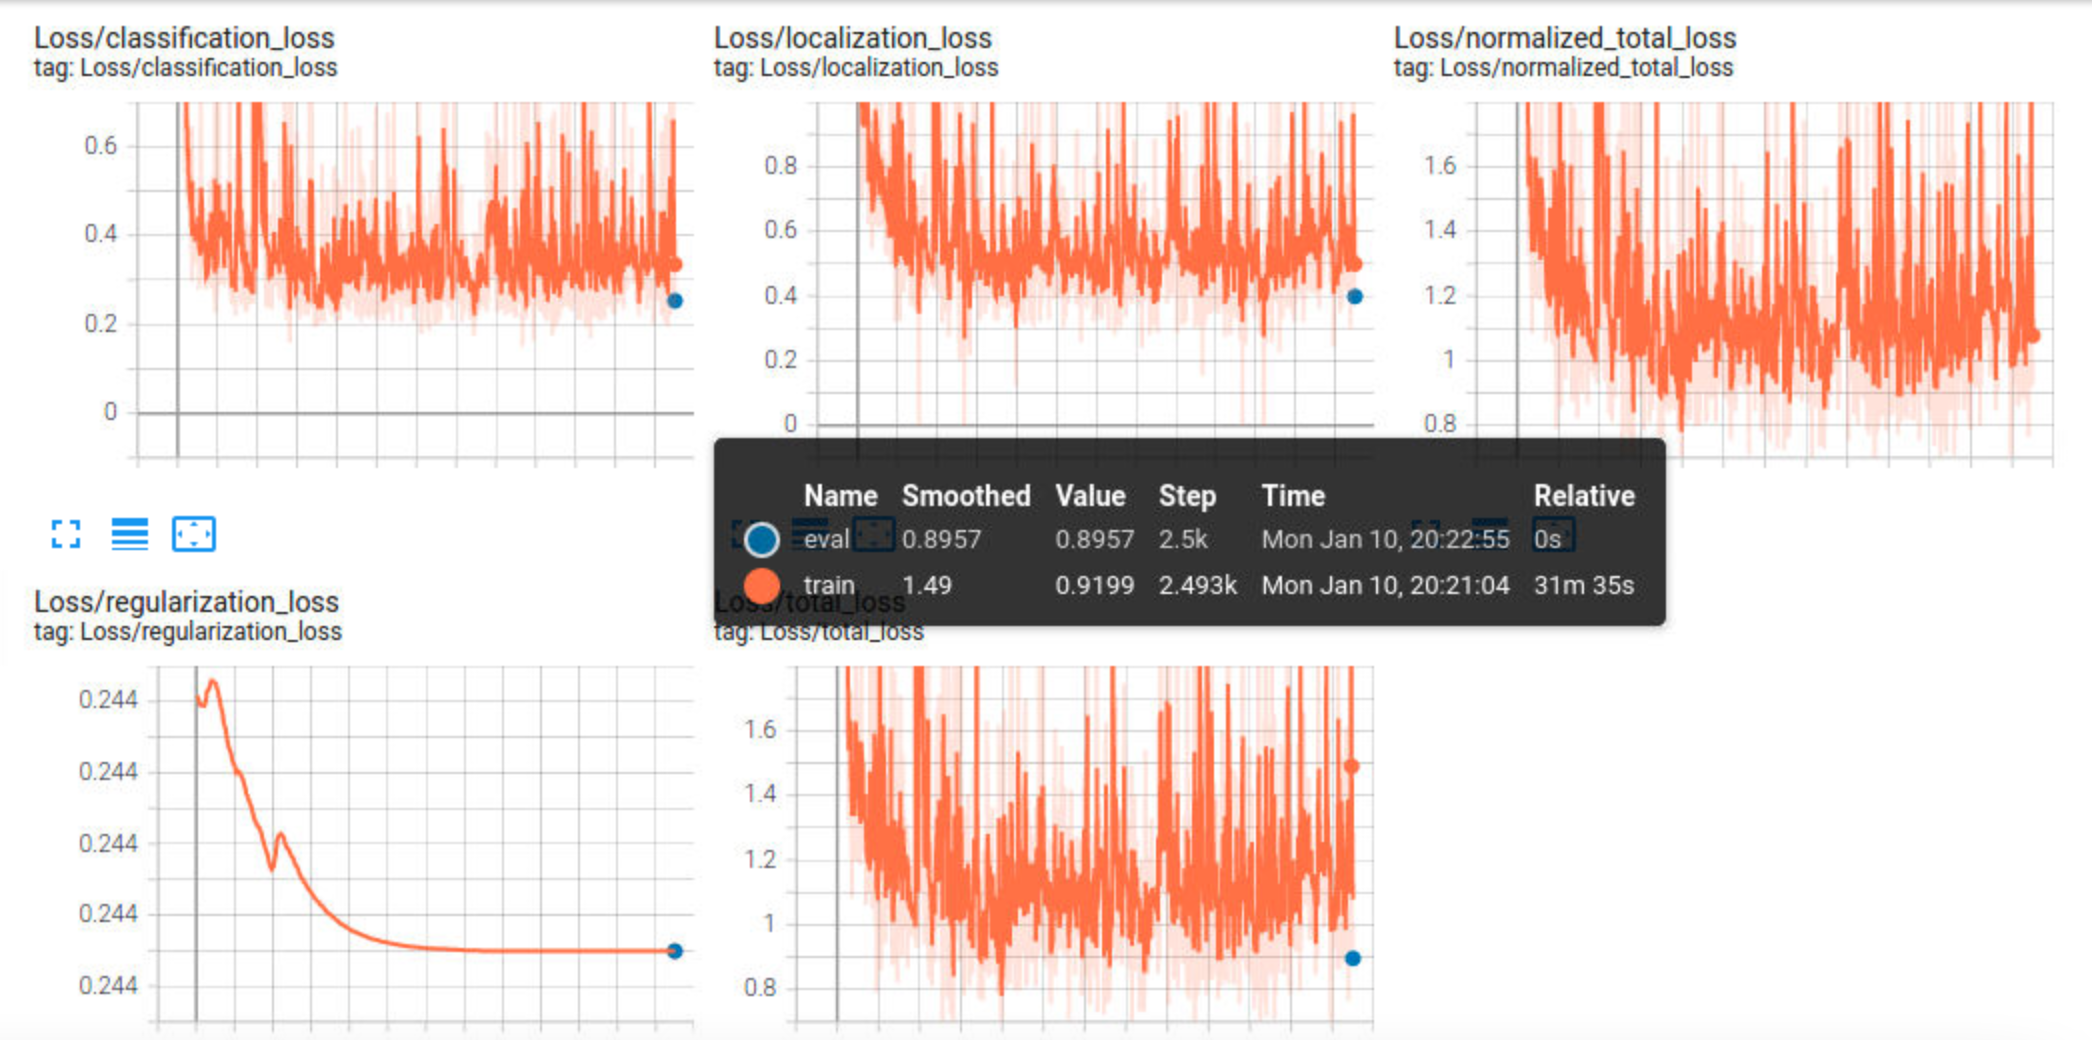 Loss/classification_loss
tag: Loss/classification_loss
0.6
0.4
0.2
0
Loss/localization_loss
tag: Loss/localization_loss
0.8
0.6
0.4
0.2
0
Loss/normalized_total_loss
tag: Loss/normalized_total_loss
1.6
1.4
1.2
1
0.8
Name Smoothed Value Step Time Relative
eval 0.8957 0.8957 2.5k Mon Jan 10, 20:22:55 0s
train 1.49 0.9199 2.493k Mon Jan 10, 20:21:04 31m 35s
Loss/regularization_loss
tag: Loss/regularization_loss
0.244
0.244
0.244
0.244
0.244
Loss/total_loss
tag: Loss/total_loss
1.6
1.4
1.2
1
0.8